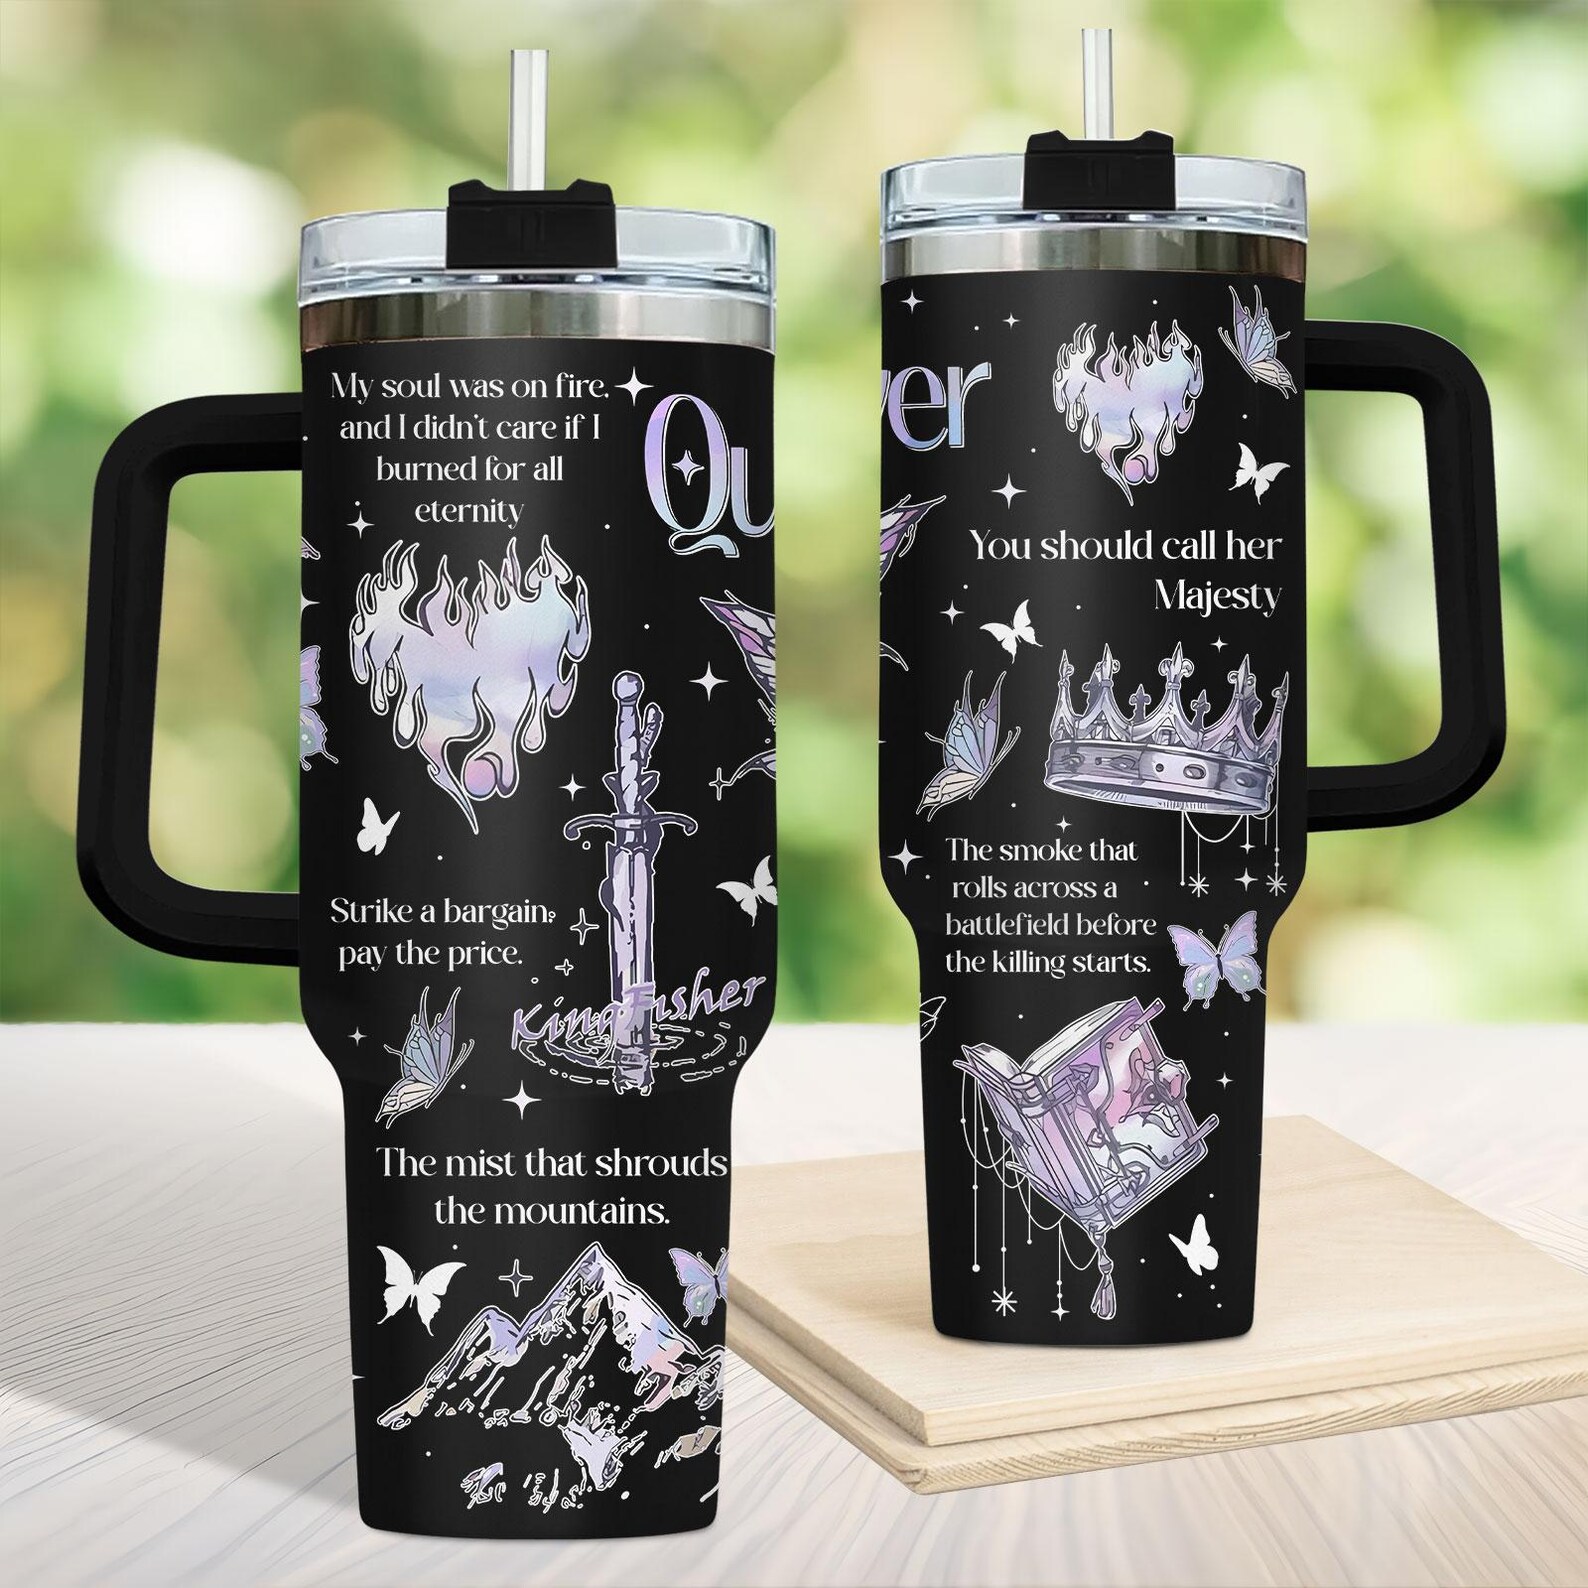 My soul was on fire,
and I didn't care if I
burned for all
eternity
Qu
Strike a bargain,
pay the price.
KingFisher
The mist that shrouds
the mountains.
ver
You should call her
Majesty
The smoke that
rolls across a
battlefield before
the killing starts.